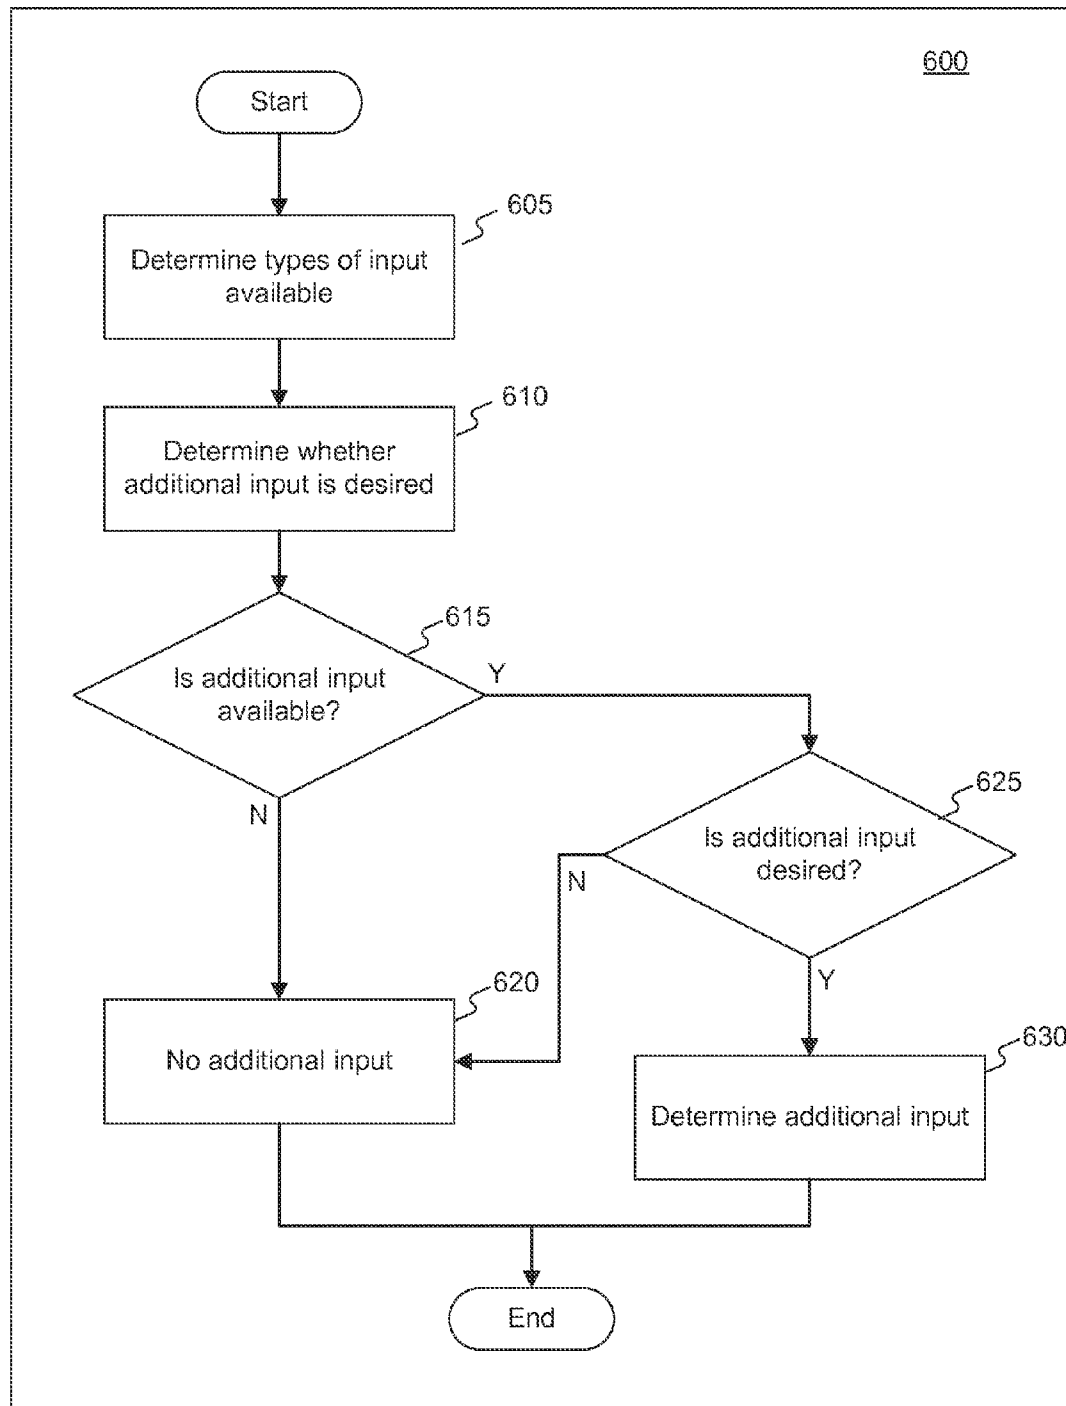 600
Start
605
Determine types of input
available
610
Determine whether
additional input is desired
615
Is additional input
available?
Y
N
625
Is additional input
desired?
N
Y
620
No additional input
630
Determine additional input
End